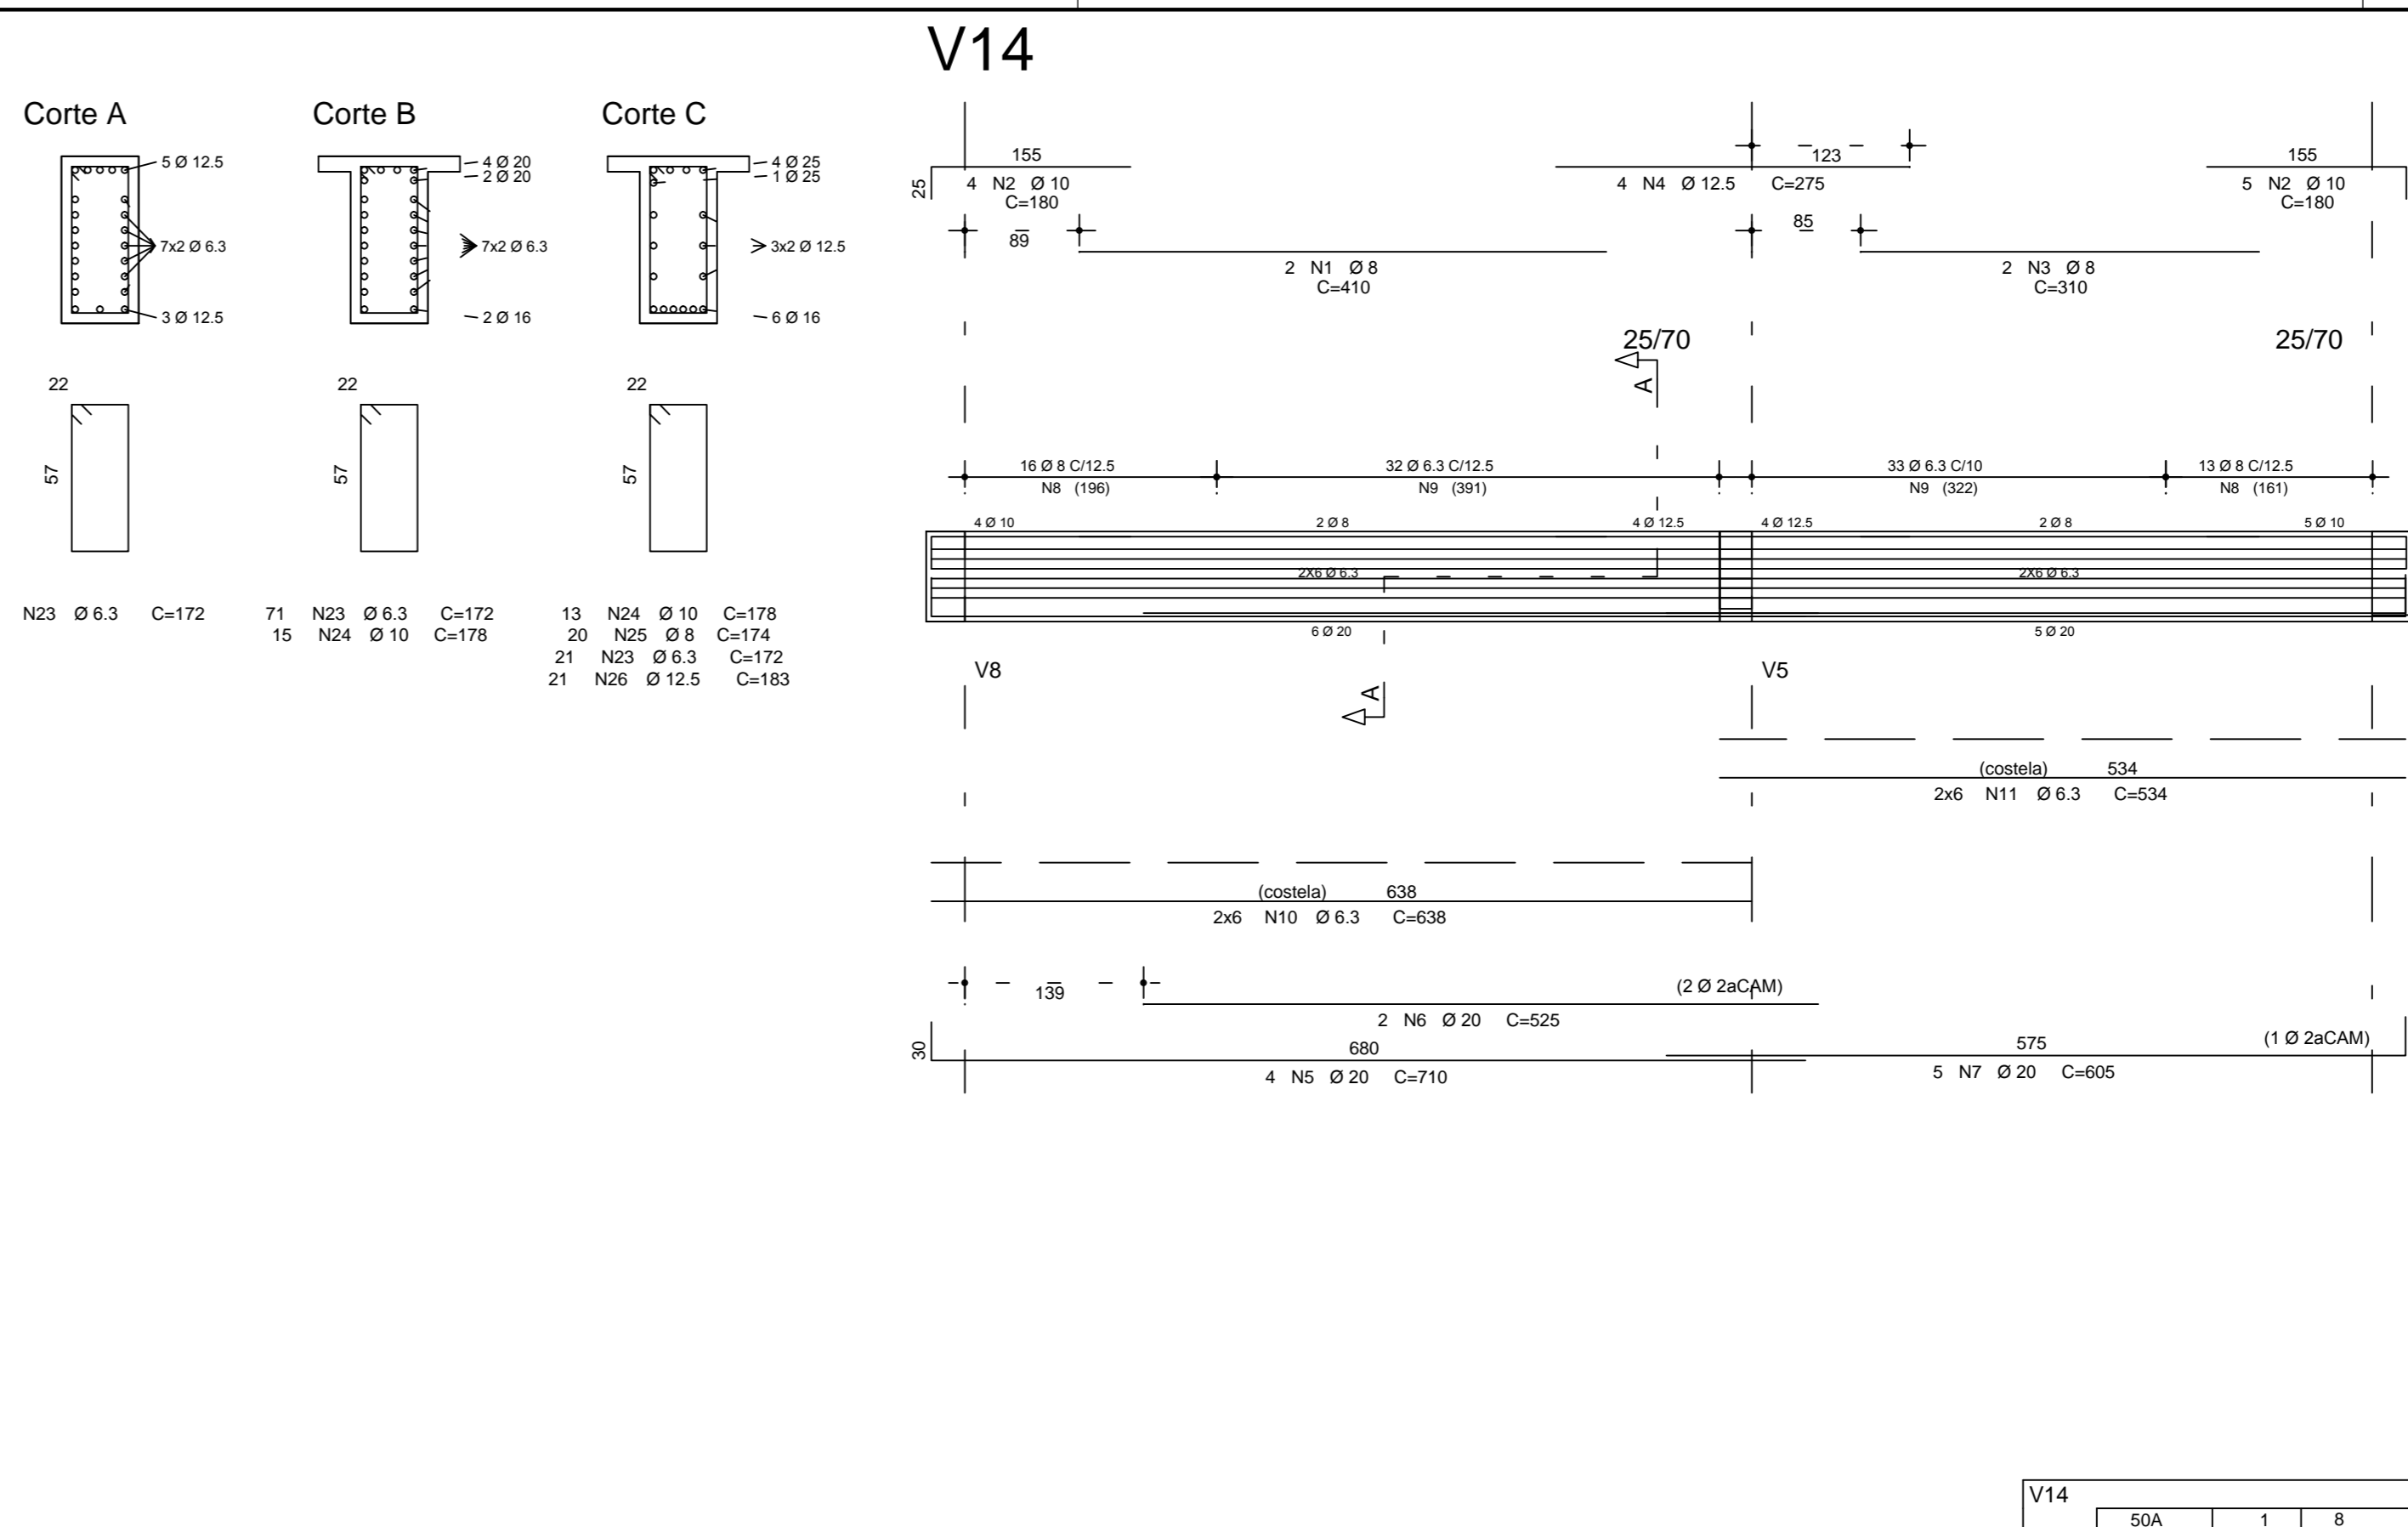 V14
Corte A
Corte B
Corte C
5 Ø 12.5
7x2 Ø 6.3
3 Ø 12.5
4 Ø 20
2 Ø 20
7x2 Ø 6.3
2 Ø 16
4 Ø 25
1 Ø 25
3x2 Ø 12.5
6 Ø 16
22
57
22
57
22
57
N23 Ø 6.3 C=172
71 N23 Ø 6.3 C=172
15 N24 Ø 10 C=178
13 N24 Ø 10 C=178
20 N25 Ø 8 C=174
21 N23 Ø 6.3 C=172
21 N26 Ø 12.5 C=183
155
25
4 N2 Ø 10
C=180
89
2 N1 Ø 8
C=410
123
4 N4 Ø 12.5 C=275
85
2 N3 Ø 8
C=310
155
5 N2 Ø 10
C=180
25/70
25/70
A
16 Ø 8 C/12.5
N8 (196)
32 Ø 6.3 C/12.5
N9 (391)
33 Ø 6.3 C/10
N9 (322)
13 Ø 8 C/12.5
N8 (161)
4 Ø 10
2 Ø 8
4 Ø 12.5
4 Ø 12.5
2 Ø 8
5 Ø 10
2X6 Ø 6.3
2X6 Ø 6.3
6 Ø 20
5 Ø 20
V8
V5
A
(costela) 534
2x6 N11 Ø 6.3 C=534
(costela) 638
2x6 N10 Ø 6.3 C=638
139
(2 Ø 2aCAM)
2 N6 Ø 20 C=525
30
680
4 N5 Ø 20 C=710
575
(1 Ø 2aCAM)
5 N7 Ø 20 C=605
V14
50A 1 8